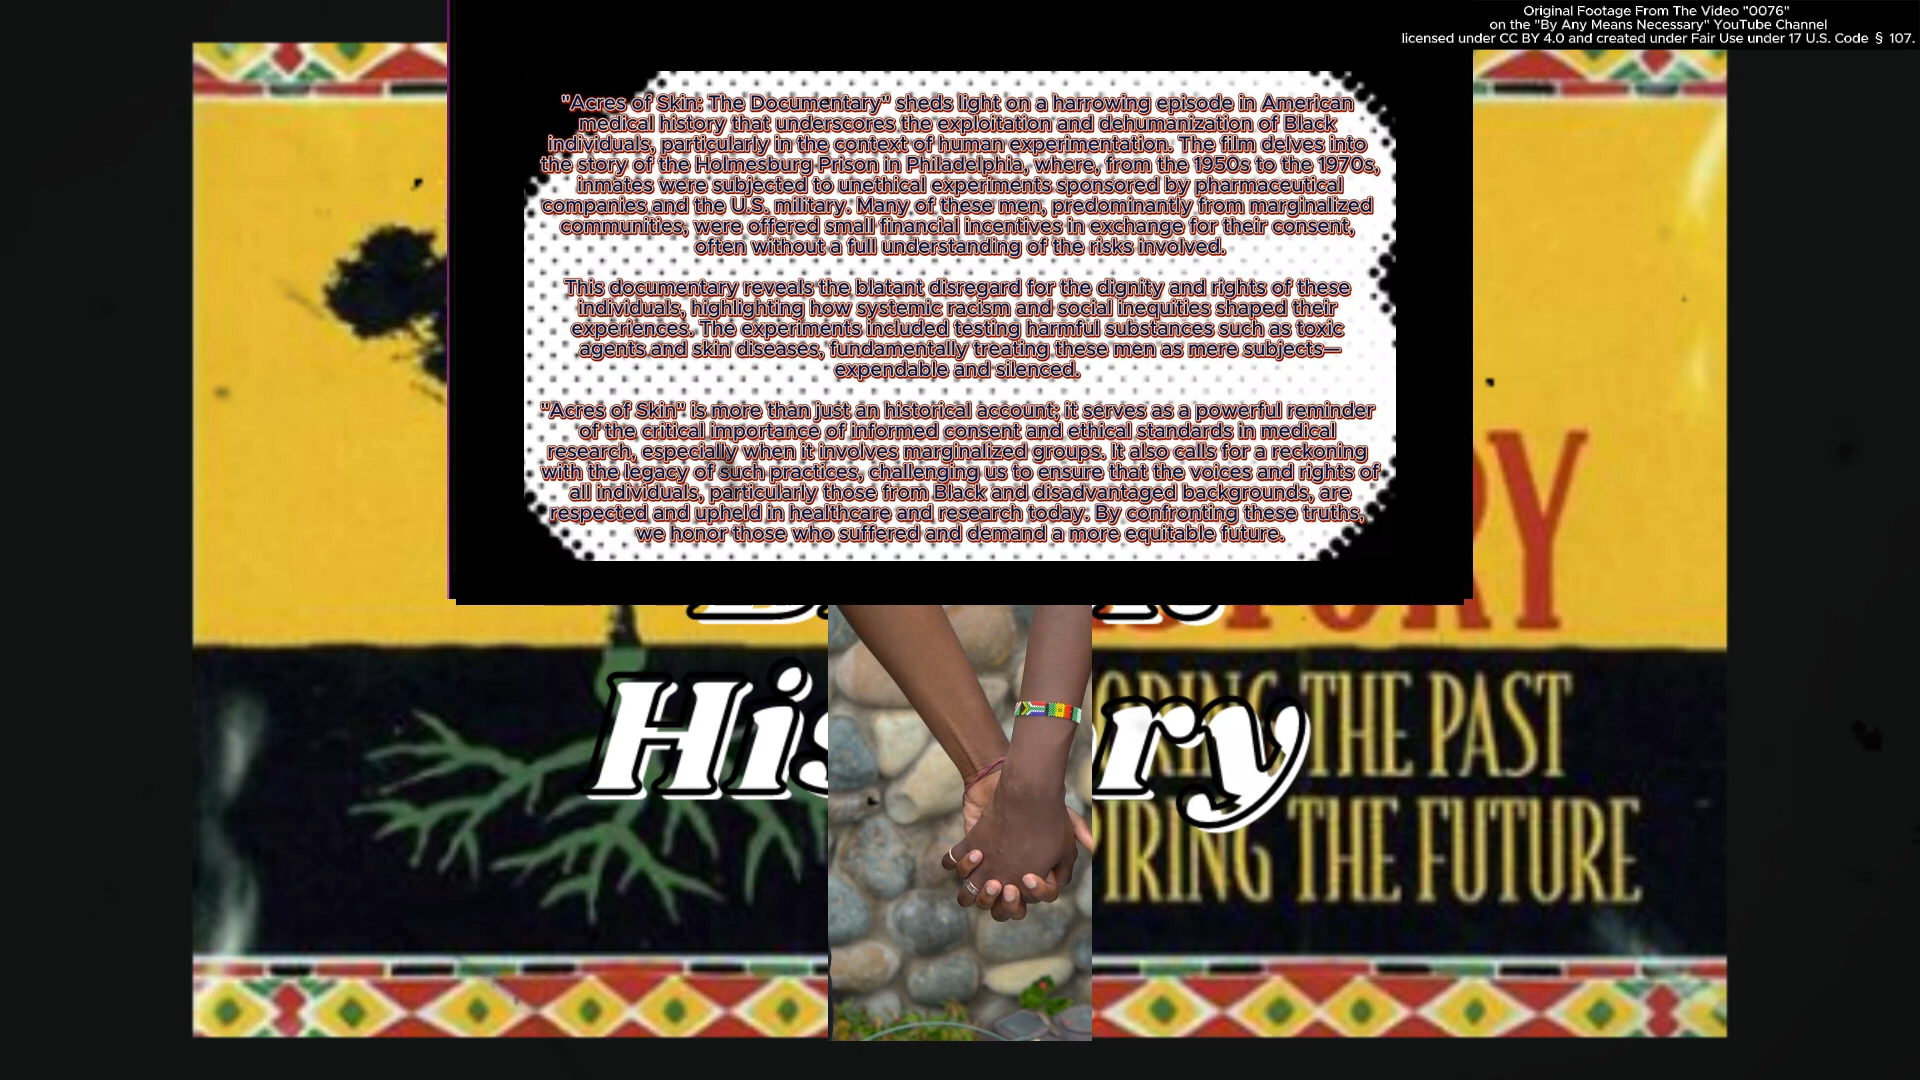 Original Footage From The Video "0076"
on the "By Any Means Necessary" YouTube Channel
licensed under CC BY 4.0 and created under Fair Use under 17 U.S. Code § 107.
"Acres of Skin: The Documentary" sheds light on a harrowing episode in American
medical history that underscores the exploitation and dehumanization of Black
individuals, particularly in the context of human experimentation. The film delves into
the story of the Holmesburg Prison in Philadelphia, where, from the 1950s to the 1970s,
inmates were subjected to unethical experiments sponsored by pharmaceutical
companies and the U.S. military. Many of these men, predominantly from marginalized
communities, were offered small financial incentives in exchange for their consent,
often without a full understanding of the risks involved.
This documentary reveals the blatant disregard for the dignity and rights of these
individuals, highlighting how systemic racism and social inequities shaped their
experiences. The experiments included testing harmful substances such as toxic
agents and skin diseases, fundamentally treating these men as mere subjects—
expendable and silenced.
"Acres of Skin" is more than just an historical account; it serves as a powerful reminder
of the critical importance of informed consent and ethical standards in medical
research, especially when it involves marginalized groups. It also calls for a reckoning
with the legacy of such practices, challenging us to ensure that the voices and rights of
all individuals, particularly those from Black and disadvantaged backgrounds, are
respected and upheld in healthcare and research today. By confronting these truths,
we honor those who suffered and demand a more equitable future.
THE PAST
THE FUTURE